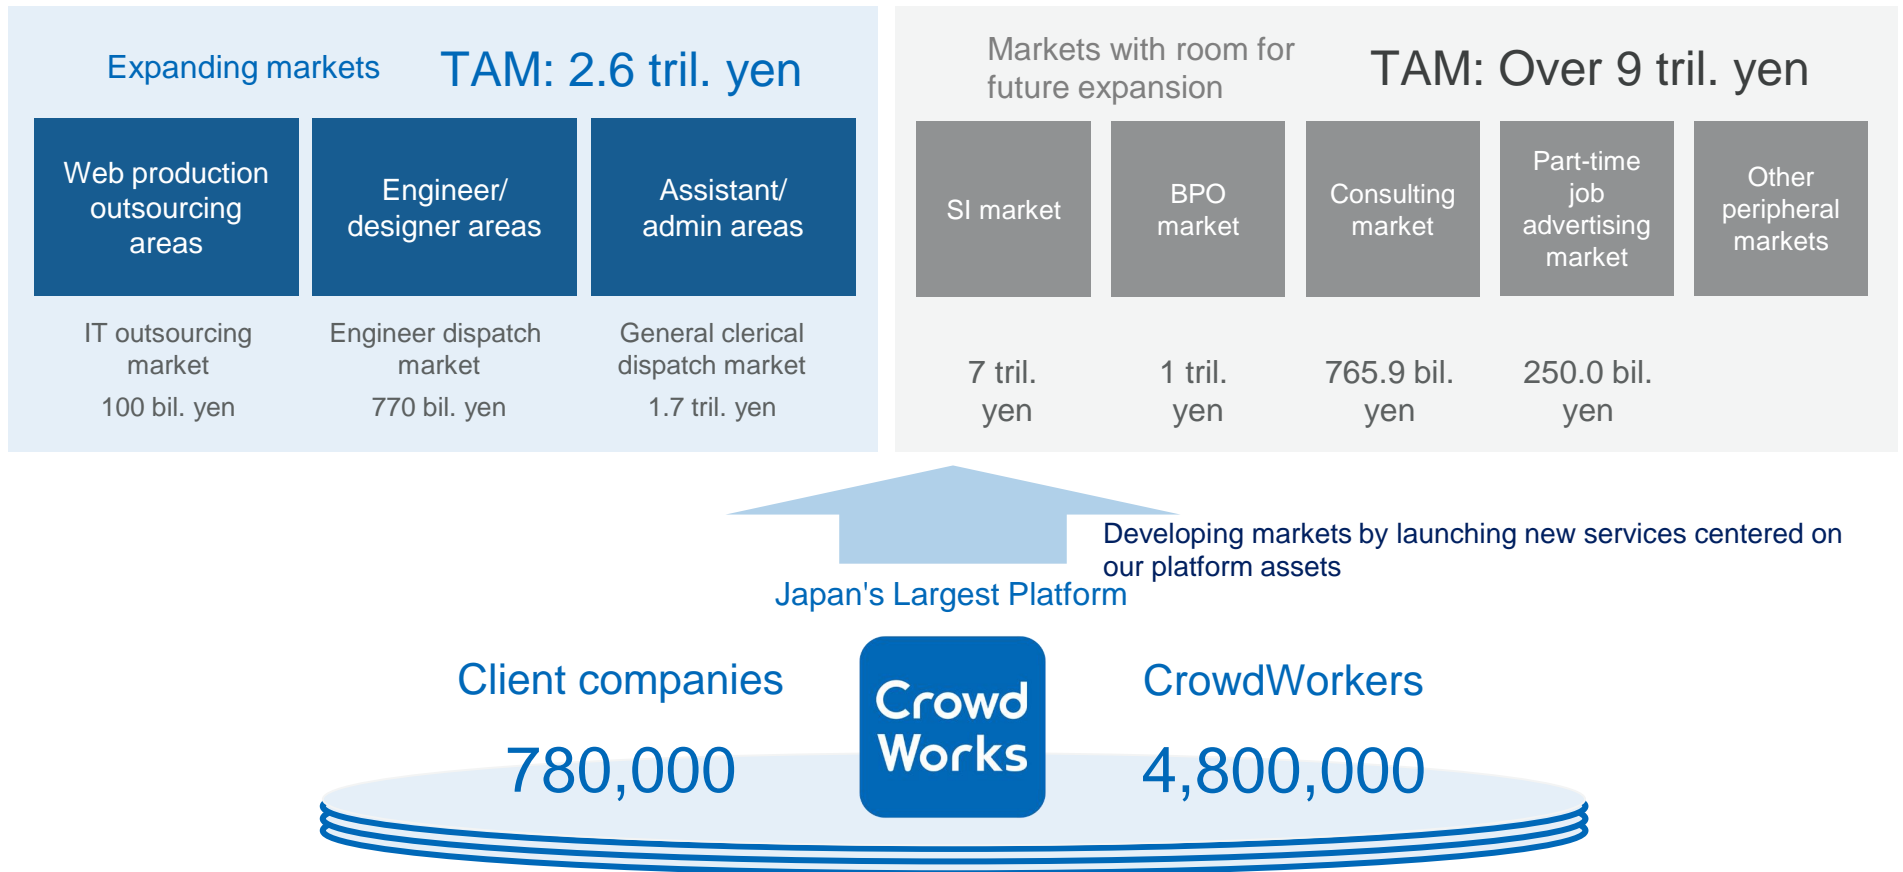 Expanding markets
TAM: 2.6 tril. yen
Web production
outsourcing
areas
Engineer/
designer areas
Assistant/
admin areas
IT outsourcing
market
100 bil. yen
Engineer dispatch
market
770 bil. yen
General clerical
dispatch market
1.7 tril. yen
Markets with room for
future expansion
TAM: Over 9 tril. yen
SI market
BPO
market
Consulting
market
Part-time
job
advertising
market
Other
peripheral
markets
7 tril.
yen
1 tril.
yen
765.9 bil.
yen
250.0 bil.
yen
Developing markets by launching new services centered on
our platform assets
Japan's Largest Platform
Client companies
780,000
Crowd
Works
CrowdWorkers
4,800,000